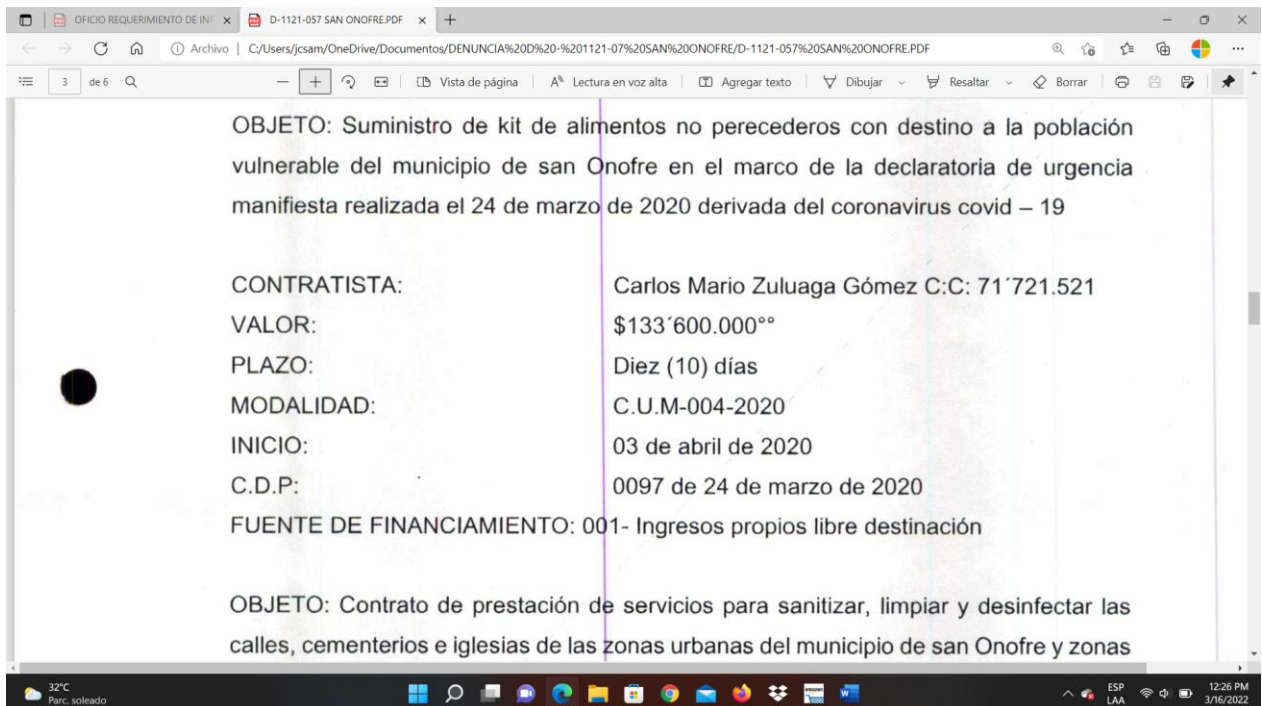 OFICIO REQUERIMIENTO DE INF
D-1121-057 SAN ONOFRE.PDF
Archivo | C:/Users/jcsam/OneDrive/Documentos/DENUNCIA%20D%20-%201121-07%20SAN%20ONOFRE/D-1121-057%20SAN%20ONOFRE.PDF
3 de 6 Vista de página Lectura en voz alta Agregar texto Dibujar Resaltar Borrar
OBJETO: Suministro de kit de alimentos no perecederos con destino a la población
vulnerable del municipio de san Onofre en el marco de la declaratoria de urgencia
manifiesta realizada el 24 de marzo de 2020 derivada del coronavirus covid – 19
CONTRATISTA: Carlos Mario Zuluaga Gómez C:C: 71´721.521
VALOR: $133´600.000°°
PLAZO: Diez (10) días
MODALIDAD: C.U.M-004-2020
INICIO: 03 de abril de 2020
C.D.P: 0097 de 24 de marzo de 2020
FUENTE DE FINANCIAMIENTO: 001- Ingresos propios libre destinación
OBJETO: Contrato de prestación de servicios para sanitizar, limpiar y desinfectar las
calles, cementerios e iglesias de las zonas urbanas del municipio de san Onofre y zonas
32°C
Parc. soleado
ESP
LAA
12:26 PM
3/16/2022